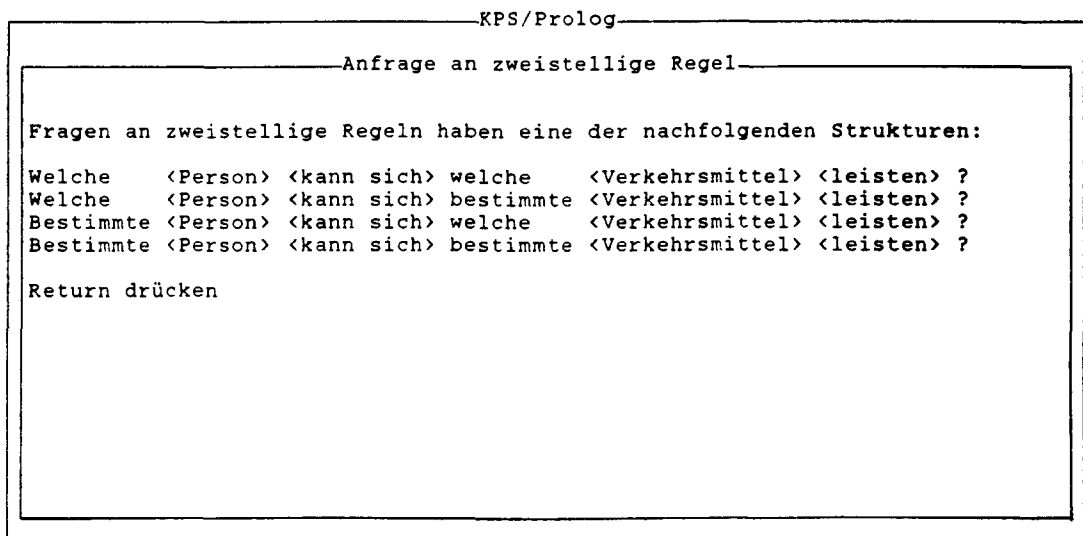 KPS/Prolog
Anfrage an zweistellige Regel
Fragen an zweistellige Regeln haben eine der nachfolgenden Strukturen:
Welche <Person> <kann sich> welche <Verkehrsmittel> <leisten> ?
Welche <Person> <kann sich> bestimmte <Verkehrsmittel> <leisten> ?
Bestimmte <Person> <kann sich> welche <Verkehrsmittel> <leisten> ?
Bestimmte <Person> <kann sich> bestimmte <Verkehrsmittel> <leisten> ?
Return drücken